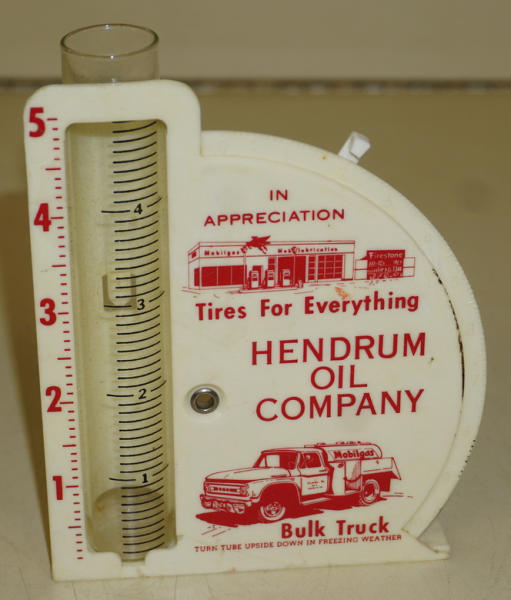 5
4
3
2
1
4
3
2
1
IN
APPRECIATION
Mobilgas Mobilubrication
Firestone
Tires For Everything
HENDRUM
OIL
COMPANY
Mobilgas
Bulk Truck
TURN TUBE UPSIDE DOWN IN FREEZING WEATHER